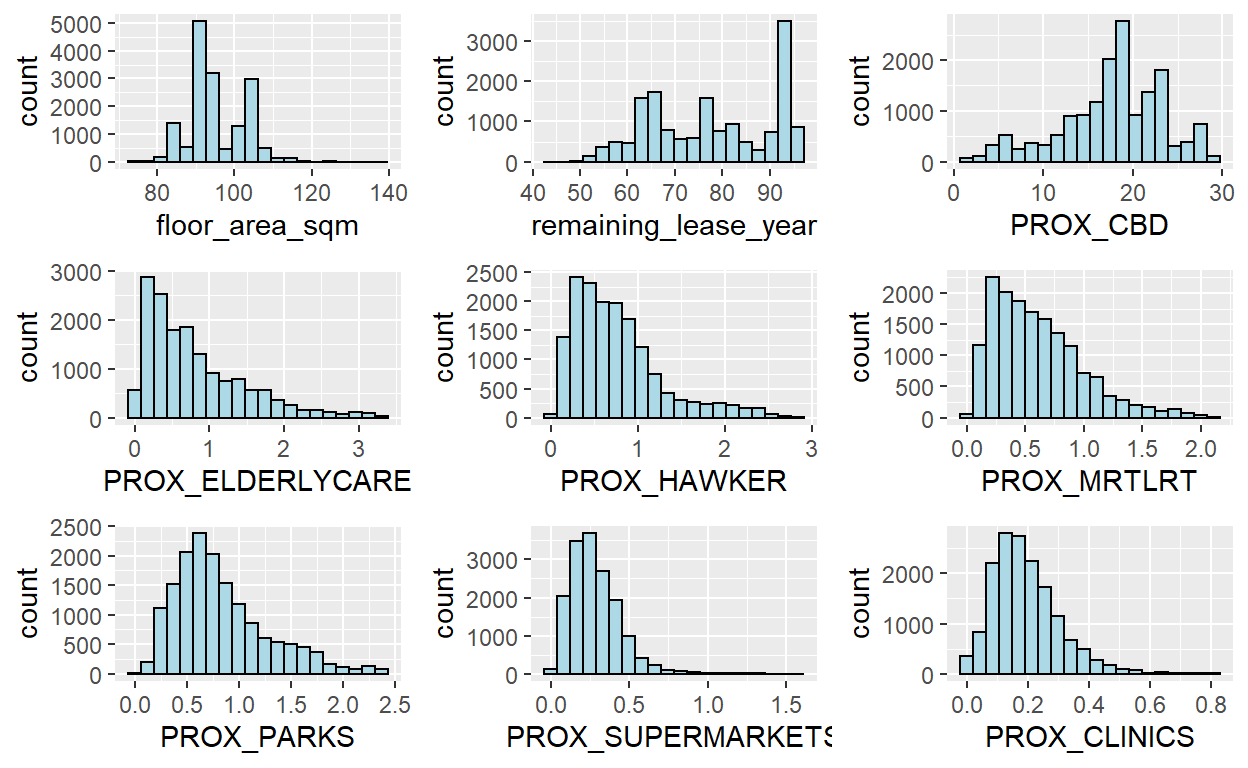 5000
4000
3000
2000
1000
0
count
80 100 120 140
floor_area_sqm
3000
2000
1000
0
count
40 50 60 70 80 90
remaining_lease_year
2000
1000
0
count
0 10 20 30
PROX_CBD
3000
2000
1000
0
count
0 1 2 3
PROX_ELDERLYCARE
2500
2000
1500
1000
500
0
count
0 1 2 3
PROX_HAWKER
2000
1500
1000
500
0
count
0.0 0.5 1.0 1.5 2.0
PROX_MRTLRT
2500
2000
1500
1000
500
0
count
0.0 0.5 1.0 1.5 2.0 2.5
PROX_PARKS
3000
2000
1000
0
count
0.0 0.5 1.0 1.5
PROX_SUPERMARKETS
2000
1000
0
count
0.0 0.2 0.4 0.6 0.8
PROX_CLINICS